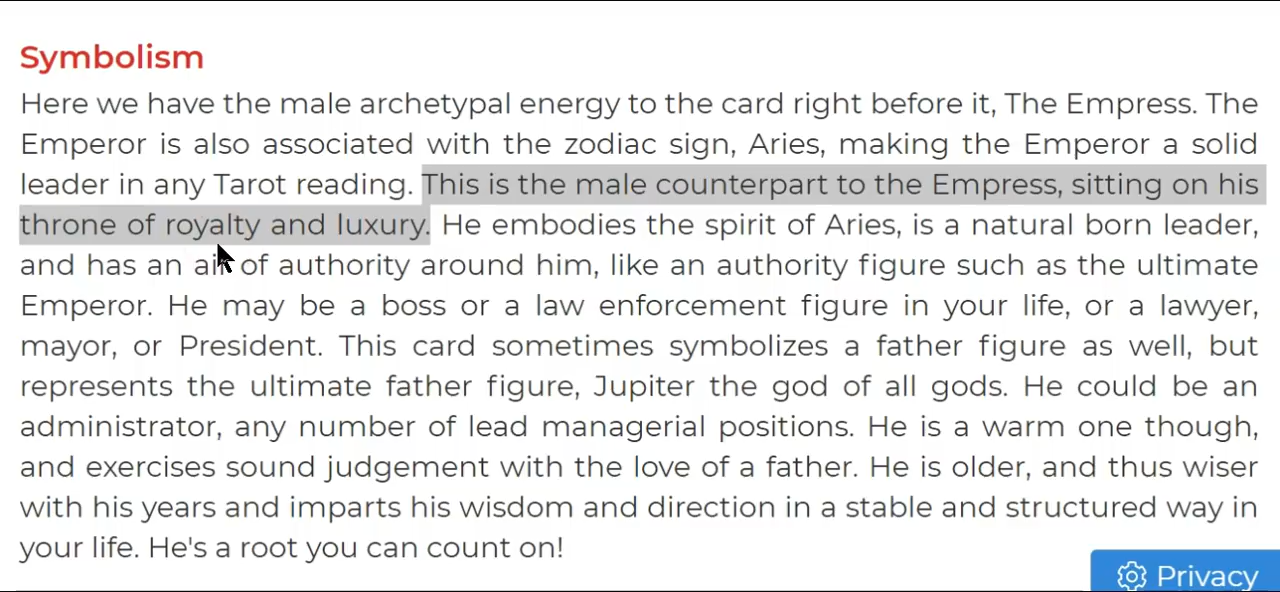 Symbolism
Here we have the male archetypal energy to the card right before it, The Empress. The
Emperor is also associated with the zodiac sign, Aries, making the Emperor a solid
leader in any Tarot reading. This is the male counterpart to the Empress, sitting on his
throne of royalty and luxury. He embodies the spirit of Aries, is a natural born leader,
and has an air of authority around him, like an authority figure such as the ultimate
Emperor. He may be a boss or a law enforcement figure in your life, or a lawyer,
mayor, or President. This card sometimes symbolizes a father figure as well, but
represents the ultimate father figure, Jupiter the god of all gods. He could be an
administrator, any number of lead managerial positions. He is a warm one though,
and exercises sound judgement with the love of a father. He is older, and thus wiser
with his years and imparts his wisdom and direction in a stable and structured way in
your life. He's a root you can count on!
Privacy